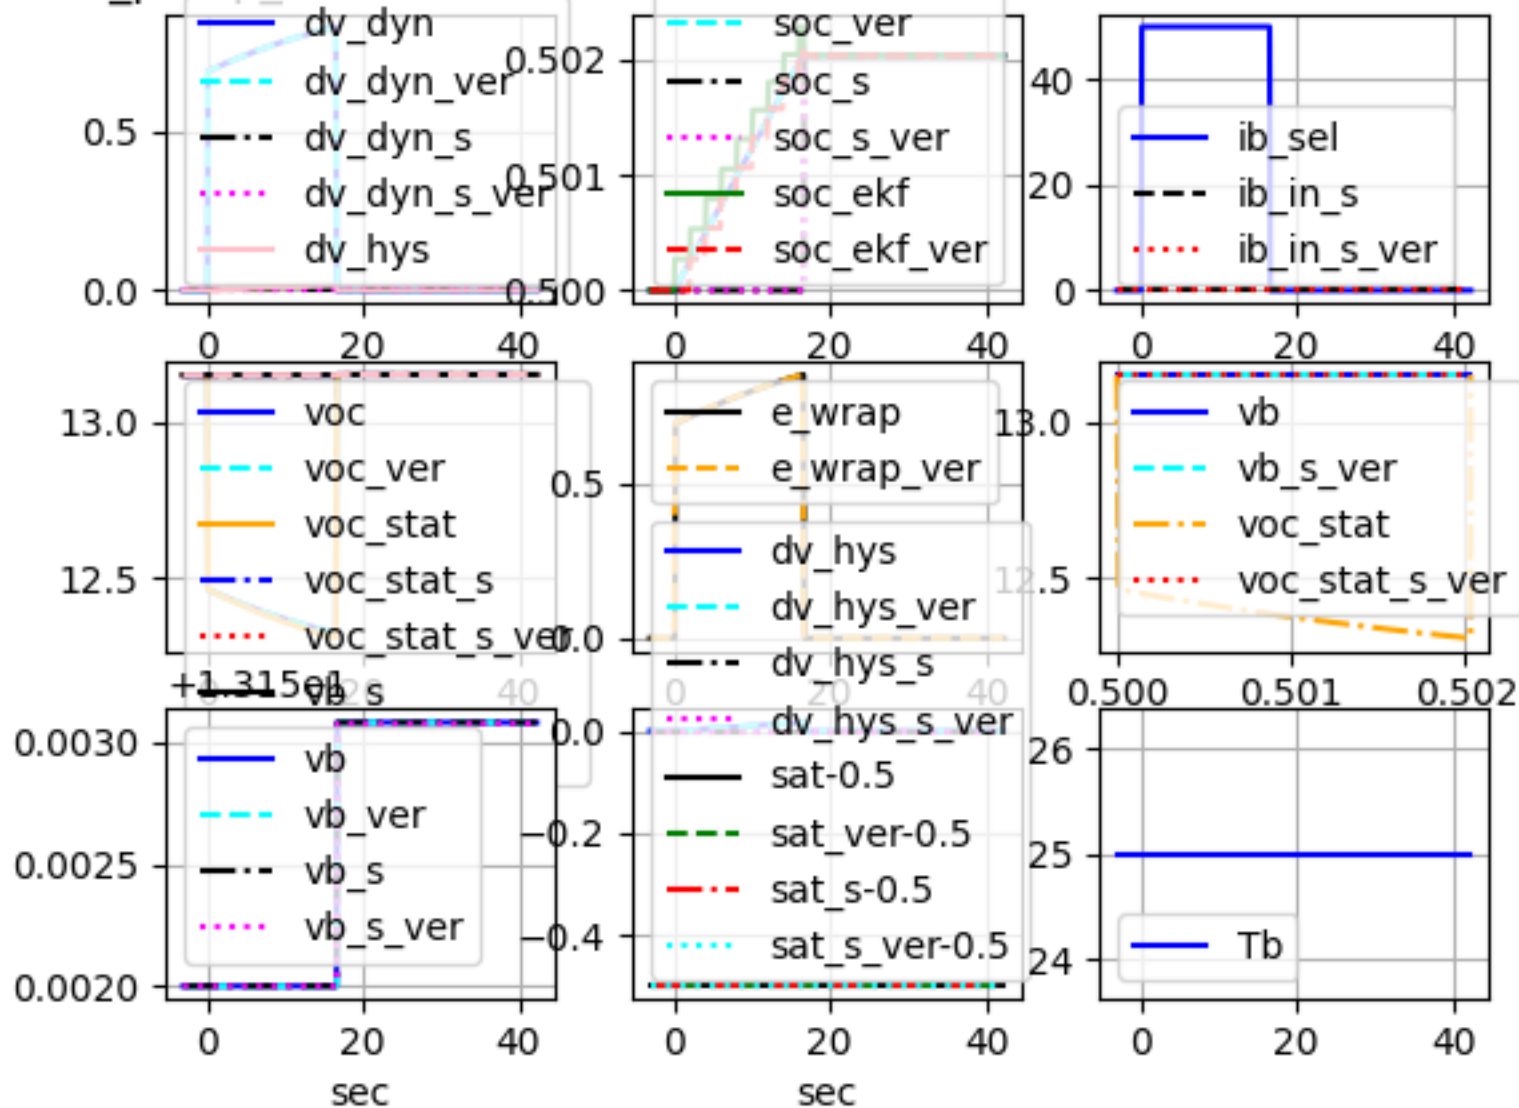 dv_dyn
dv_dyn_ver
dv_dyn_s
dv_dyn_s_ver
dv_hys
0.5
0.0
0 20 40
soc_ver
soc_s
soc_s_ver
soc_ekf
soc_ekf_ver
0.502
0.501
0.500
0 20 40
ib_sel
ib_in_s
ib_in_s_ver
40
20
0
0 20 40
voc
voc_ver
voc_stat
voc_stat_s
voc_stat_s_ver
vb_s
13.0
12.5
0 20 40
e_wrap
e_wrap_ver
0.5
0.0
0 20 40
vb
vb_s_ver
voc_stat
voc_stat_s_ver
13.0
12.5
0.500 0.501 0.502
+1.315e1
vb
vb_ver
vb_s
vb_s_ver
0.0030
0.0025
0.0020
0 20 40
sec
dv_hys
dv_hys_ver
dv_hys_s
dv_hys_s_ver
sat-0.5
sat_ver-0.5
sat_s-0.5
sat_s_ver-0.5
0.0
−0.2
−0.4
0 20 40
sec
Tb
26
25
24
0 20 40